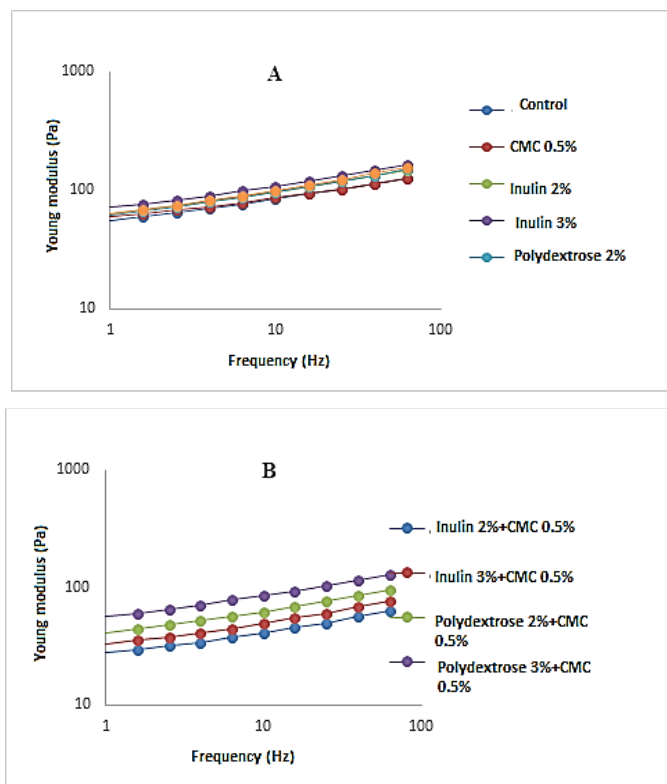 A
1000
100
10
1
10
100
Young modulus (Pa)
Frequency (Hz)
Control
CMC 0.5%
Inulin 2%
Inulin 3%
Polydextrose 2%
B
1000
100
10
1
10
100
Young modulus (Pa)
Frequency (Hz)
Inulin 2%+CMC 0.5%
Inulin 3%+CMC 0.5%
Polydextrose 2%+CMC
0.5%
Polydextrose 3%+CMC
0.5%